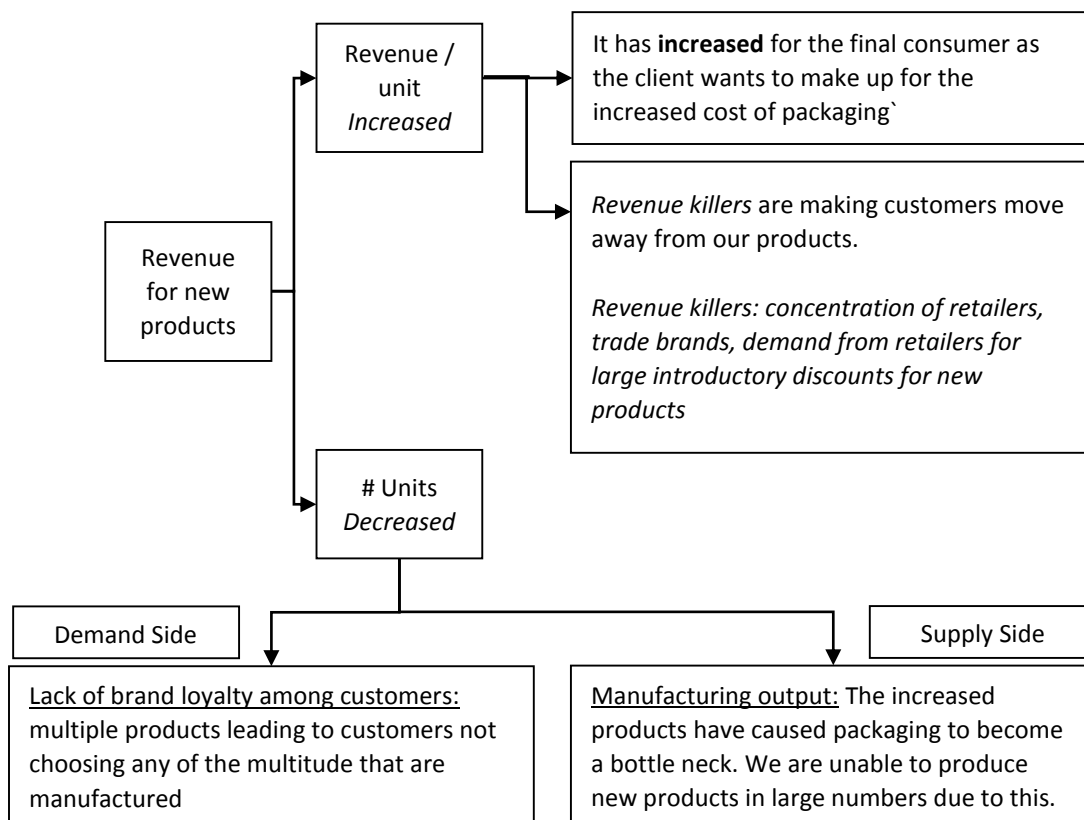 Revenue /
unit
Increased
It has increased for the final consumer as
the client wants to make up for the
increased cost of packaging`
Revenue killers are making customers move
away from our products.
Revenue killers: concentration of retailers,
trade brands, demand from retailers for
large introductory discounts for new
products
Revenue
for new
products
# Units
Decreased
Demand Side
Supply Side
Lack of brand loyalty among customers:
multiple products leading to customers not
choosing any of the multitude that are
manufactured
Manufacturing output: The increased
products have caused packaging to become
a bottle neck. We are unable to produce
new products in large numbers due to this.